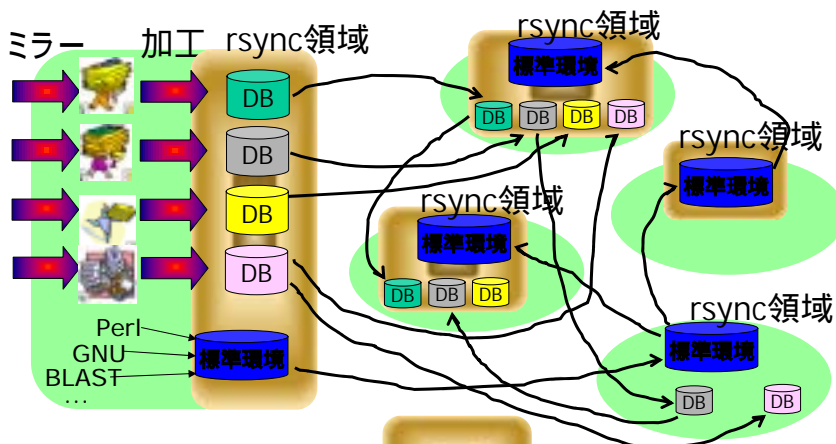 ミラー
加工
rsync領域
DB
DB
DB
DB
Perl
GNU
BLAST
…
標準環境
rsync領域
標準環境
DB
DB
DB
DB
rsync領域
標準環境
rsync領域
標準環境
DB
DB
DB
rsync領域
標準環境
DB
DB